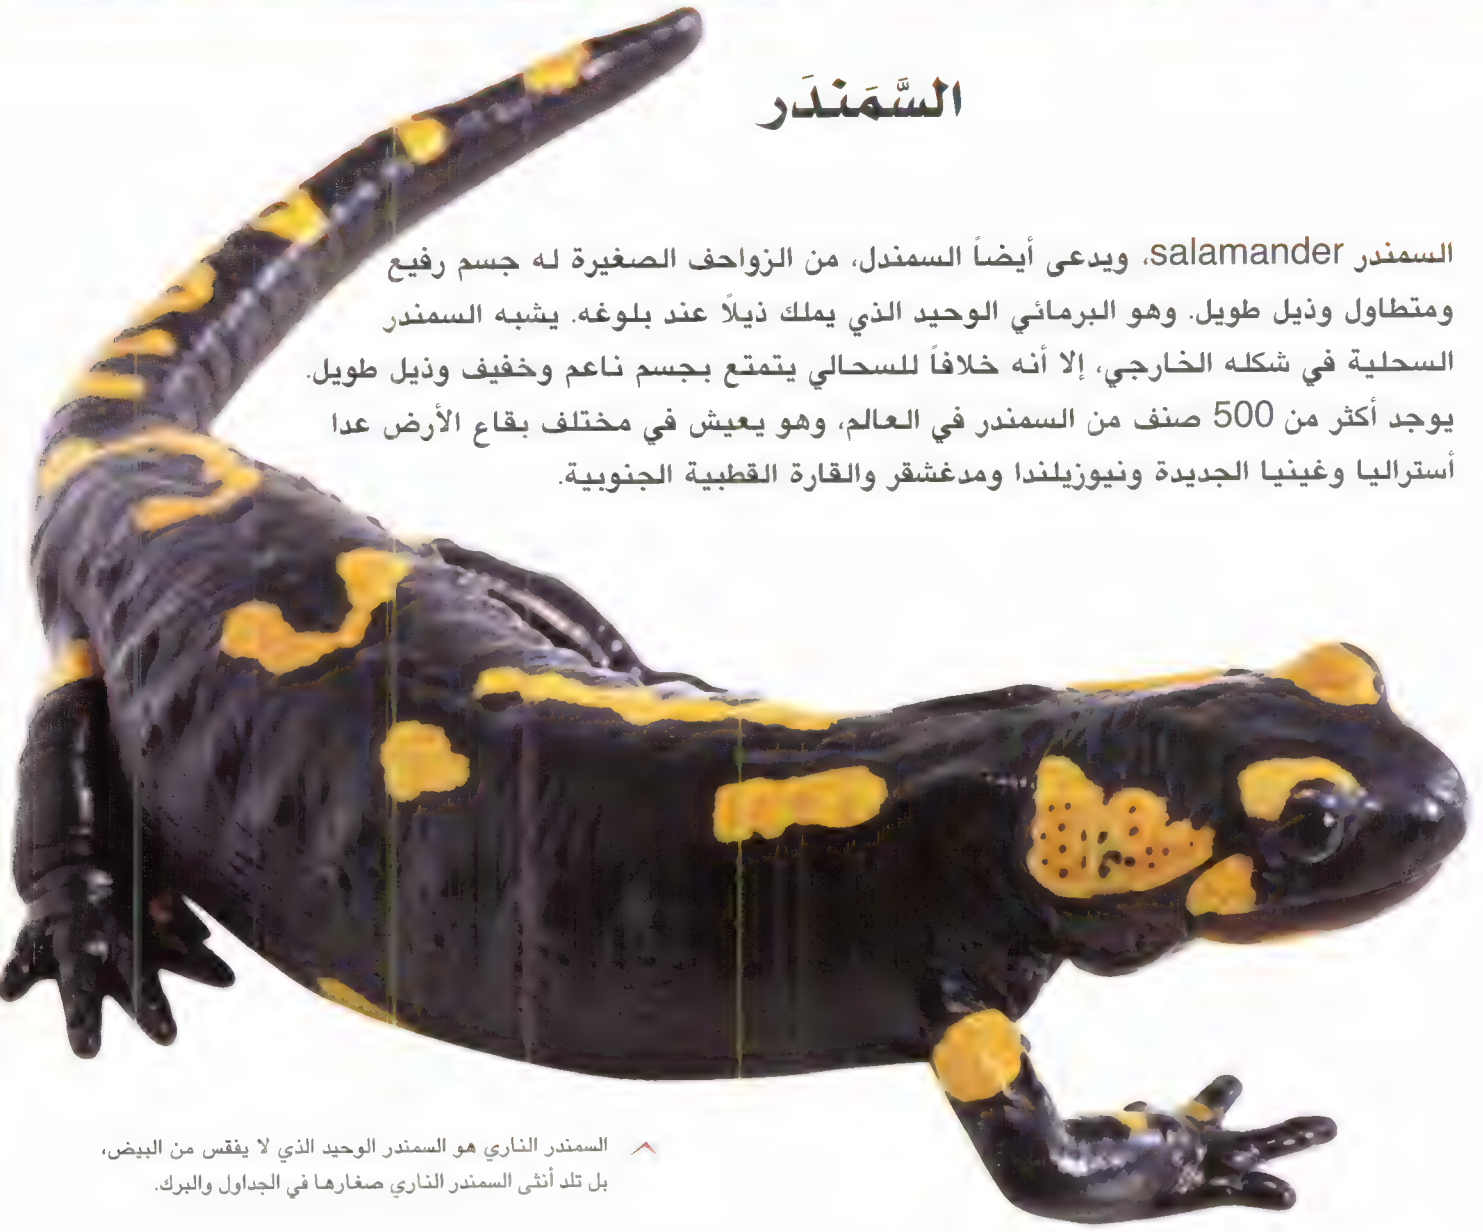 السَّمَندَر
السمندر salamander، ويدعى أيضاً السمندل، من الزواحف الصغيرة له جسم رفيع
ومتطاول وذيل طويل. وهو البرمائي الوحيد الذي يملك ذيلاً عند بلوغه. يشبه السمندر
السحلية في شكله الخارجي، إلا أنه خلافاً للسحالي يتمتع بجسم ناعم وخفيف وذيل طويل.
يوجد أكثر من 500 صنف من السمندر في العالم، وهو يعيش في مختلف بقاع الأرض عدا
أستراليا وغينيا الجديدة ونيوزيلندا ومدغشقر والقارة القطبية الجنوبية.
السمندر الناري هو السمندر الوحيد الذي لا يفقس من البيض،
بل تلد أنثى السمندر الناري صغارها في الجداول والبرك.